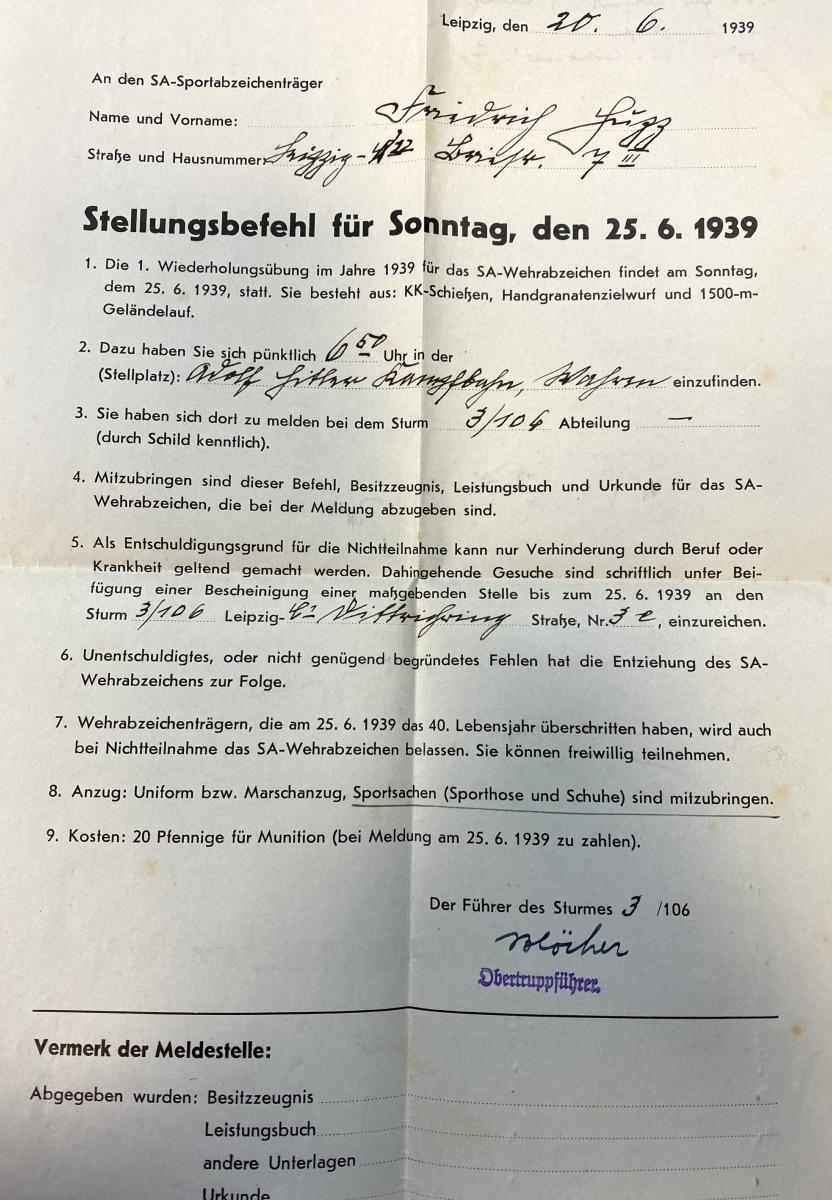 Leipzig, den 20. 6. 1939
An den SA-Sportabzeichenträger
Name und Vorname: Friedrich
Straße und Hausnummer: Leipzig- 7 III
Stellungsbefehl für Sonntag, den 25. 6. 1939
1. Die 1. Wiederholungsübung im Jahre 1939 für das SA-Wehrabzeichen findet am Sonntag,
dem 25. 6. 1939, statt. Sie besteht aus: KK-Schießen, Handgranatenzielwurf und 1500-m-
Geländelauf.
2. Dazu haben Sie sich pünktlich 6 50 Uhr in der
(Stellplatz): Adolf Hitler Kampfbahn, Wahren einzufinden.
3. Sie haben sich dort zu melden bei dem Sturm 3/106 Abteilung —
(durch Schild kenntlich).
4. Mitzubringen sind dieser Befehl, Besitzzeugnis, Leistungsbuch und Urkunde für das SA-
Wehrabzeichen, die bei der Meldung abzugeben sind.
5. Als Entschuldigungsgrund für die Nichtteilnahme kann nur Verhinderung durch Beruf oder
Krankheit geltend gemacht werden. Dahingehende Gesuche sind schriftlich unter Bei-
fügung einer Bescheinigung einer maßgebenden Stelle bis zum 25. 6. 1939 an den
Sturm 3/106 Leipzig-C1 Dittrichring Straße, Nr. 3 c, einzureichen.
6. Unentschuldigtes, oder nicht genügend begründetes Fehlen hat die Entziehung des SA-
Wehrabzeichens zur Folge.
7. Wehrabzeichenträgern, die am 25. 6. 1939 das 40. Lebensjahr überschritten haben, wird auch
bei Nichtteilnahme das SA-Wehrabzeichen belassen. Sie können freiwillig teilnehmen.
8. Anzug: Uniform bzw. Marschanzug, Sportsachen (Sporthose und Schuhe) sind mitzubringen.
9. Kosten: 20 Pfennige für Munition (bei Meldung am 25. 6. 1939 zu zahlen).
Der Führer des Sturmes 3 /106
Obertruppführer.
Vermerk der Meldestelle:
Abgegeben wurden: Besitzzeugnis
Leistungsbuch
andere Unterlagen
Urkunde